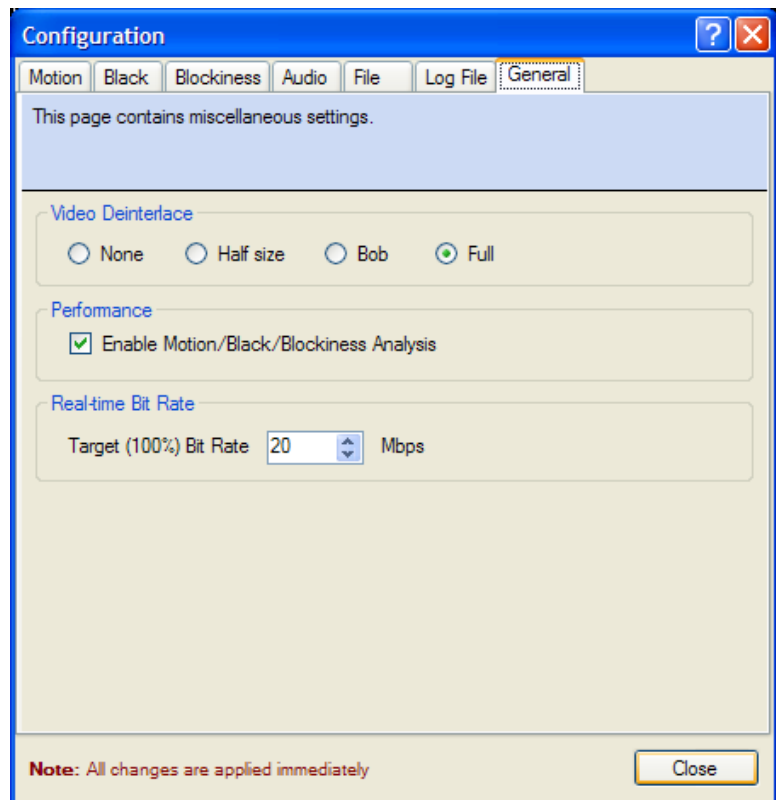 Configuration
Motion Black Blockiness Audio File Log File General
This page contains miscellaneous settings.
Video Deinterlace
None Half size Bob Full
Performance
Enable Motion/Black/Blockiness Analysis
Real-time Bit Rate
Target (100%) Bit Rate 20 Mbps
Note: All changes are applied immediately Close